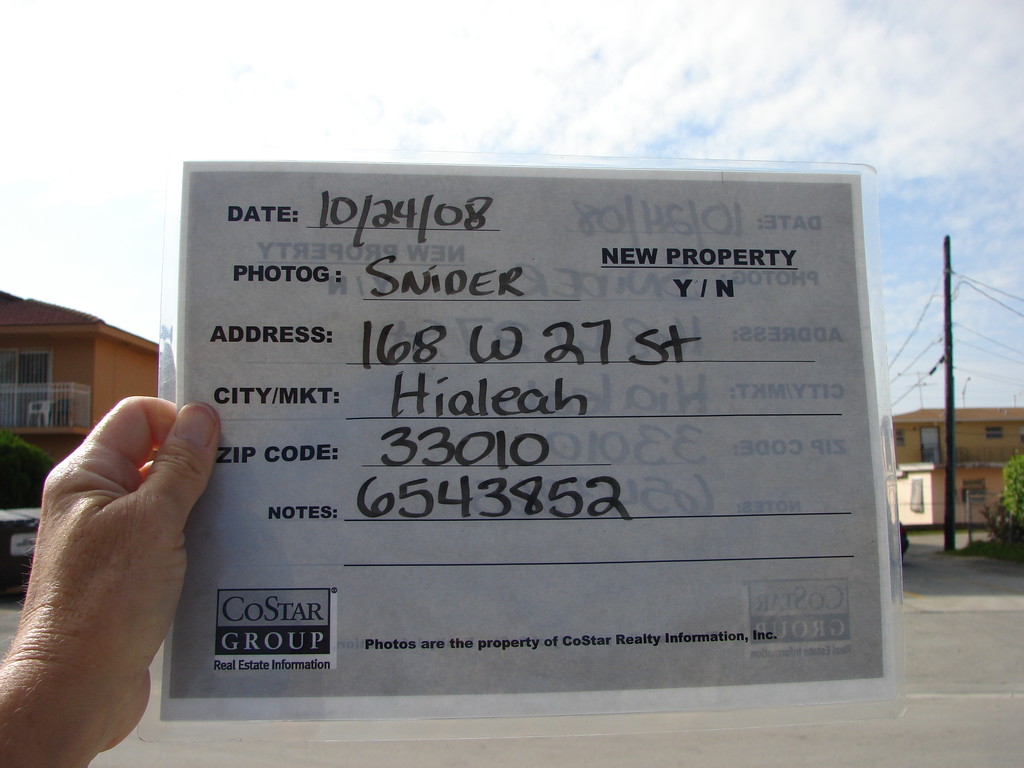 DATE: 10/24/08
NEW PROPERTY
PHOTOG: SNIDER Y / N
ADDRESS: 168 W 27 St
CITY/MKT: Hialeah
ZIP CODE: 33010
NOTES: 6543852
COSTAR®
GROUP
Real Estate Information
Photos are the property of CoStar Realty Information, Inc.